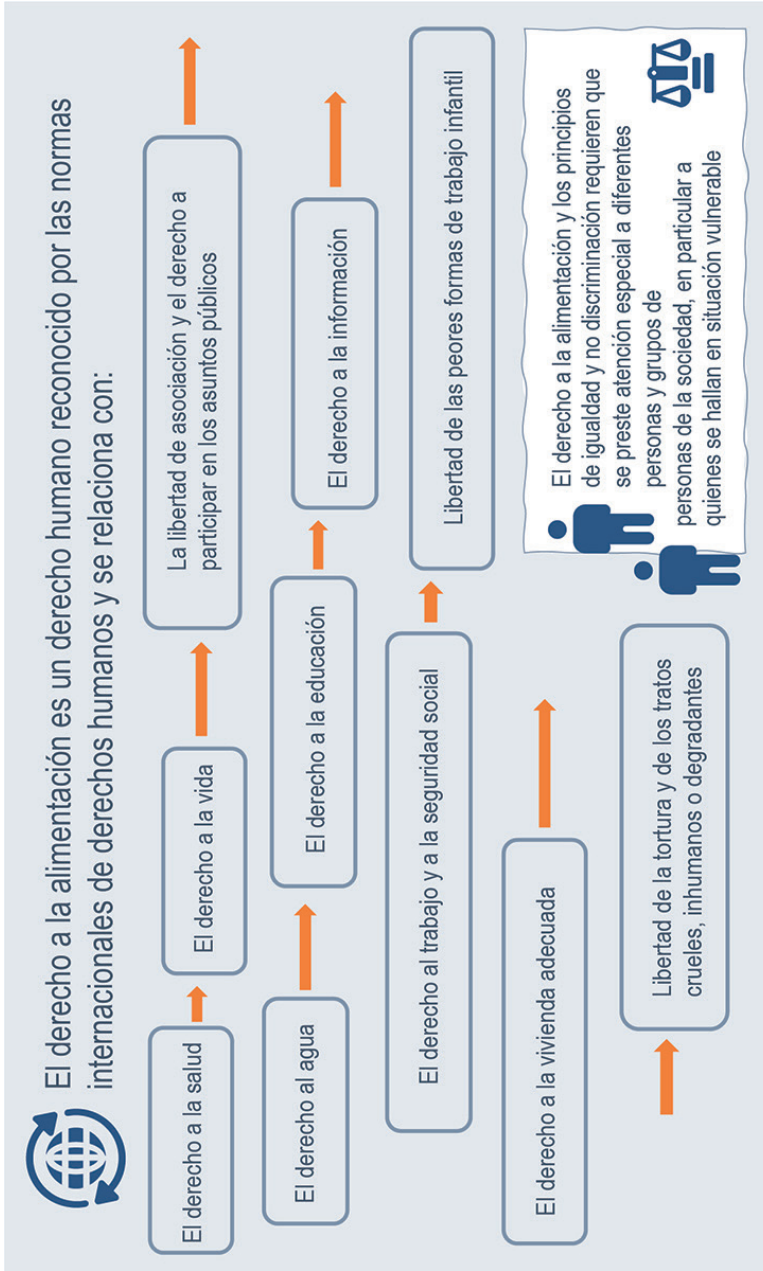 El derecho a la alimentación es un derecho humano reconocido por las normas
internacionales de derechos humanos y se relaciona con:
El derecho a la salud
El derecho a la vida
La libertad de asociación y el derecho a
participar en los asuntos públicos
El derecho al agua
El derecho a la educación
El derecho a la información
El derecho al trabajo y a la seguridad social
Libertad de las peores formas de trabajo infantil
El derecho a la vivienda adecuada
Libertad de la tortura y de los tratos
crueles, inhumanos o degradantes
El derecho a la alimentación y los principios
de igualdad y no discriminación requieren que
se preste atención especial a diferentes
personas y grupos de
personas de la sociedad, en particular a
quienes se hallan en situación vulnerable